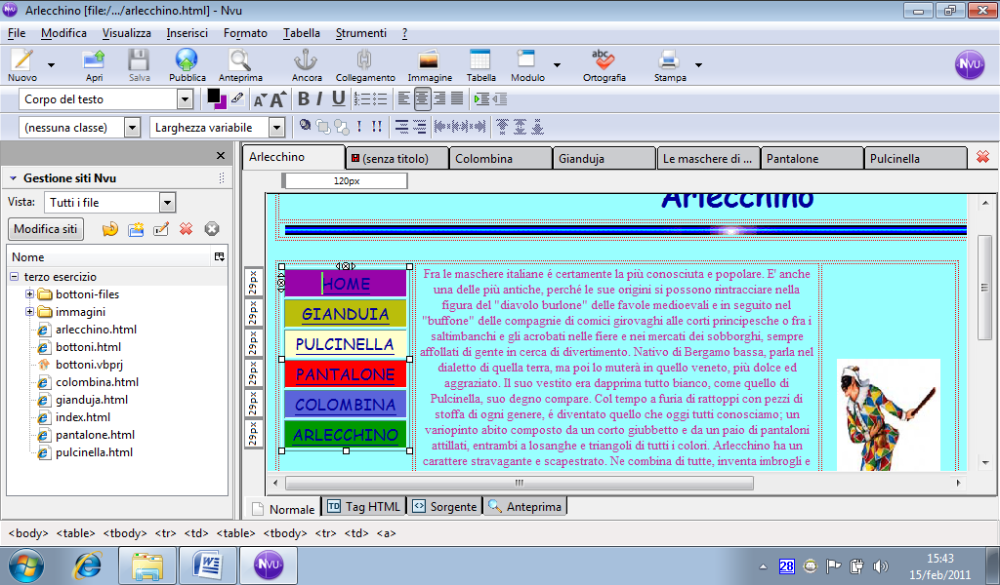 Arlecchino [file:/.../arlecchino.html] - Nvu
File Modifica Visualizza Inserisci Formato Tabella Strumenti ?
Nuovo Apri Salva Pubblica Anteprima Ancora Collegamento Immagine Tabella Modulo Ortografia Stampa
NVU
Corpo del testo
B I U
(nessuna classe) Larghezza variabile
! !!
Gestione siti Nvu
Vista: Tutti i file
Modifica siti
Nome
terzo esercizio
bottoni-files
immagini
arlecchino.html
bottoni.html
bottoni.vbprj
colombina.html
gianduja.html
index.html
pantalone.html
pulcinella.html
Arlecchino (senza titolo) Colombina Gianduja Le maschere di ... Pantalone Pulcinella
120px
Arlecchino
29px
29px
29px
29px
29px
29px
HOME
GIANDUIA
PULCINELLA
PANTALONE
COLOMBINA
ARLECCHINO
Fra le maschere italiane é certamente la più conosciuta e popolare. E' anche
una delle più antiche, perché le sue origini si possono rintracciare nella
figura del "diavolo burlone" delle favole medioevali e in seguito nel
"buffone" delle compagnie di comici girovaghi alle corti principesche o fra i
saltimbanchi e gli acrobati nelle fiere e nei mercati dei sobborghi, sempre
affollati di gente in cerca di divertimento. Nativo di Bergamo bassa, parla nel
dialetto di quella terra, ma poi lo muterà in quello veneto, più dolce ed
aggraziato. Il suo vestito era dapprima tutto bianco, come quello di
Pulcinella, suo degno compare. Col tempo a furia di rattoppi con pezzi di
stoffa di ogni genere, é diventato quello che oggi tutti conosciamo; un
variopinto abito composto da un corto giubbetto e da un paio di pantaloni
attillati, entrambi a losanghe e triangoli di tutti i colori. Arlecchino ha un
carattere stravagante e scapestrato. Ne combina di tutte, inventa imbrogli e
Normale Tag HTML Sorgente Anteprima
<body> <table> <tbody> <tr> <td> <table> <tbody> <tr> <td> <a>
28
15:43
15/feb/2011